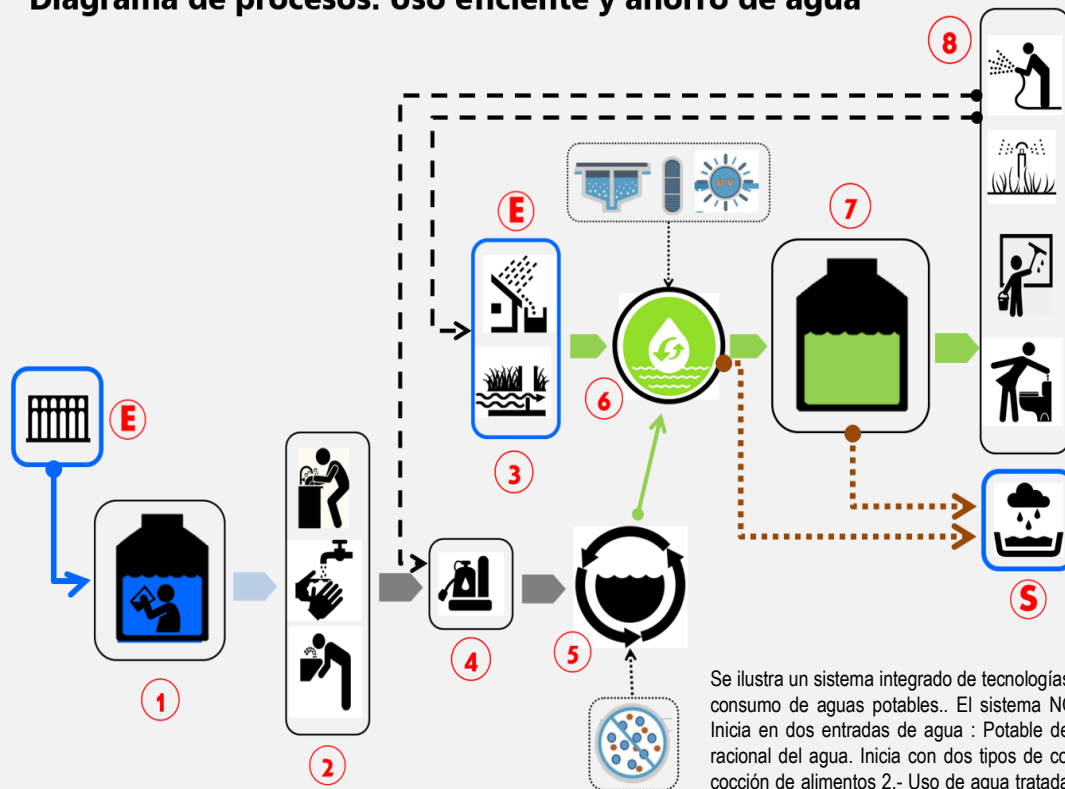 Diagrama de procesos: Uso eficiente y ahorro de agua
8
E
7
UV
6
E
3
S
5
4
1
2
Se ilustra un sistema integrado de tecnologías
consumo de aguas potables.. El sistema NO
Inicia en dos entradas de agua : Potable de
racional del agua. Inicia con dos tipos de co
cocción de alimentos 2.- Uso de agua tratada